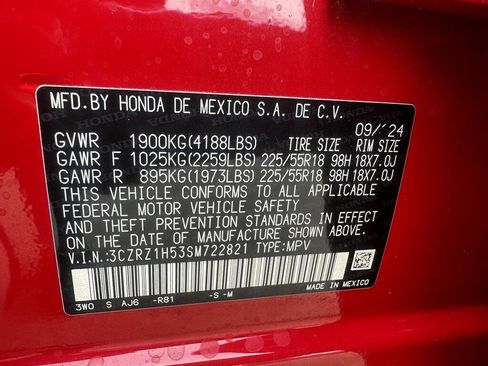 MFD.BY HONDA DE MEXICO S.A. DE C.V.
09/'24
GVWR 1900KG(4188LBS) TIRE SIZE RIM SIZE
GAWR F 1025KG(2259LBS) 225/55R18 98H 18X7.0J
GAWR R 895KG(1973LBS) 225/55R18 98H 18X7.0J
THIS VEHICLE CONFORMS TO ALL APPLICABLE
FEDERAL MOTOR VEHICLE SAFETY
AND THEFT PREVENTION STANDARDS IN EFFECT
ON THE DATE OF MANUFACTURE SHOWN ABOVE.
V.I.N.:3CZRZ1H53SM722821 TYPE:MPV
3WO S AJ6 -R81 -S -M
MADE IN MEXICO